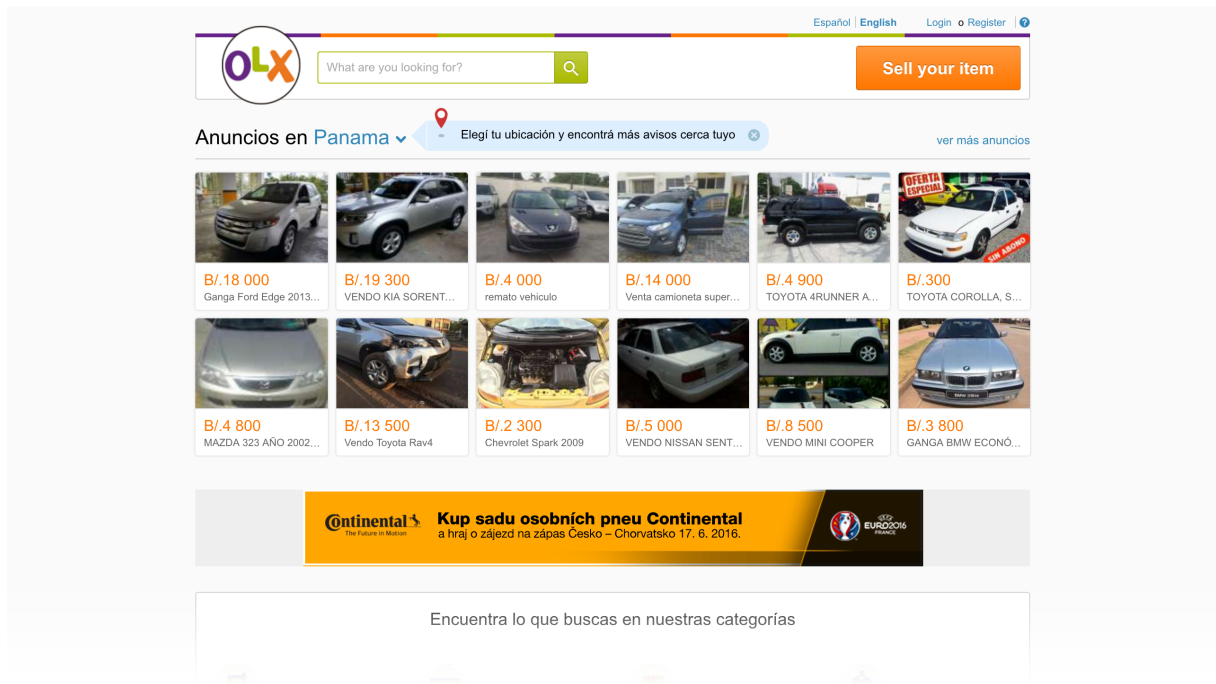 Español English Login o Register ?
OLX
What are you looking for?
Sell your item
Anuncios en Panama
Elegí tu ubicación y encontrá más avisos cerca tuyo
ver más anuncios
OFERTA
ESPECIAL
SIN ABONO
B/.18 000
Ganga Ford Edge 2013...
B/.19 300
VENDO KIA SORENT...
B/.4 000
remato vehiculo
B/.14 000
Venta camioneta super...
B/.4 900
TOYOTA 4RUNNER A...
B/.300
TOYOTA COROLLA, S...
B/.4 800
MAZDA 323 AÑO 2002...
B/.13 500
Vendo Toyota Rav4
B/.2 300
Chevrolet Spark 2009
B/.5 000
VENDO NISSAN SENT...
B/.8 500
VENDO MINI COOPER
B/.3 800
GANGA BMW ECONÓ...
Continental
The Future in Motion
Kup sadu osobních pneu Continental
a hraj o zájezd na zápas Česko – Chorvatsko 17. 6. 2016.
UEFA
EURO2016
FRANCE
Encuentra lo que buscas en nuestras categorías